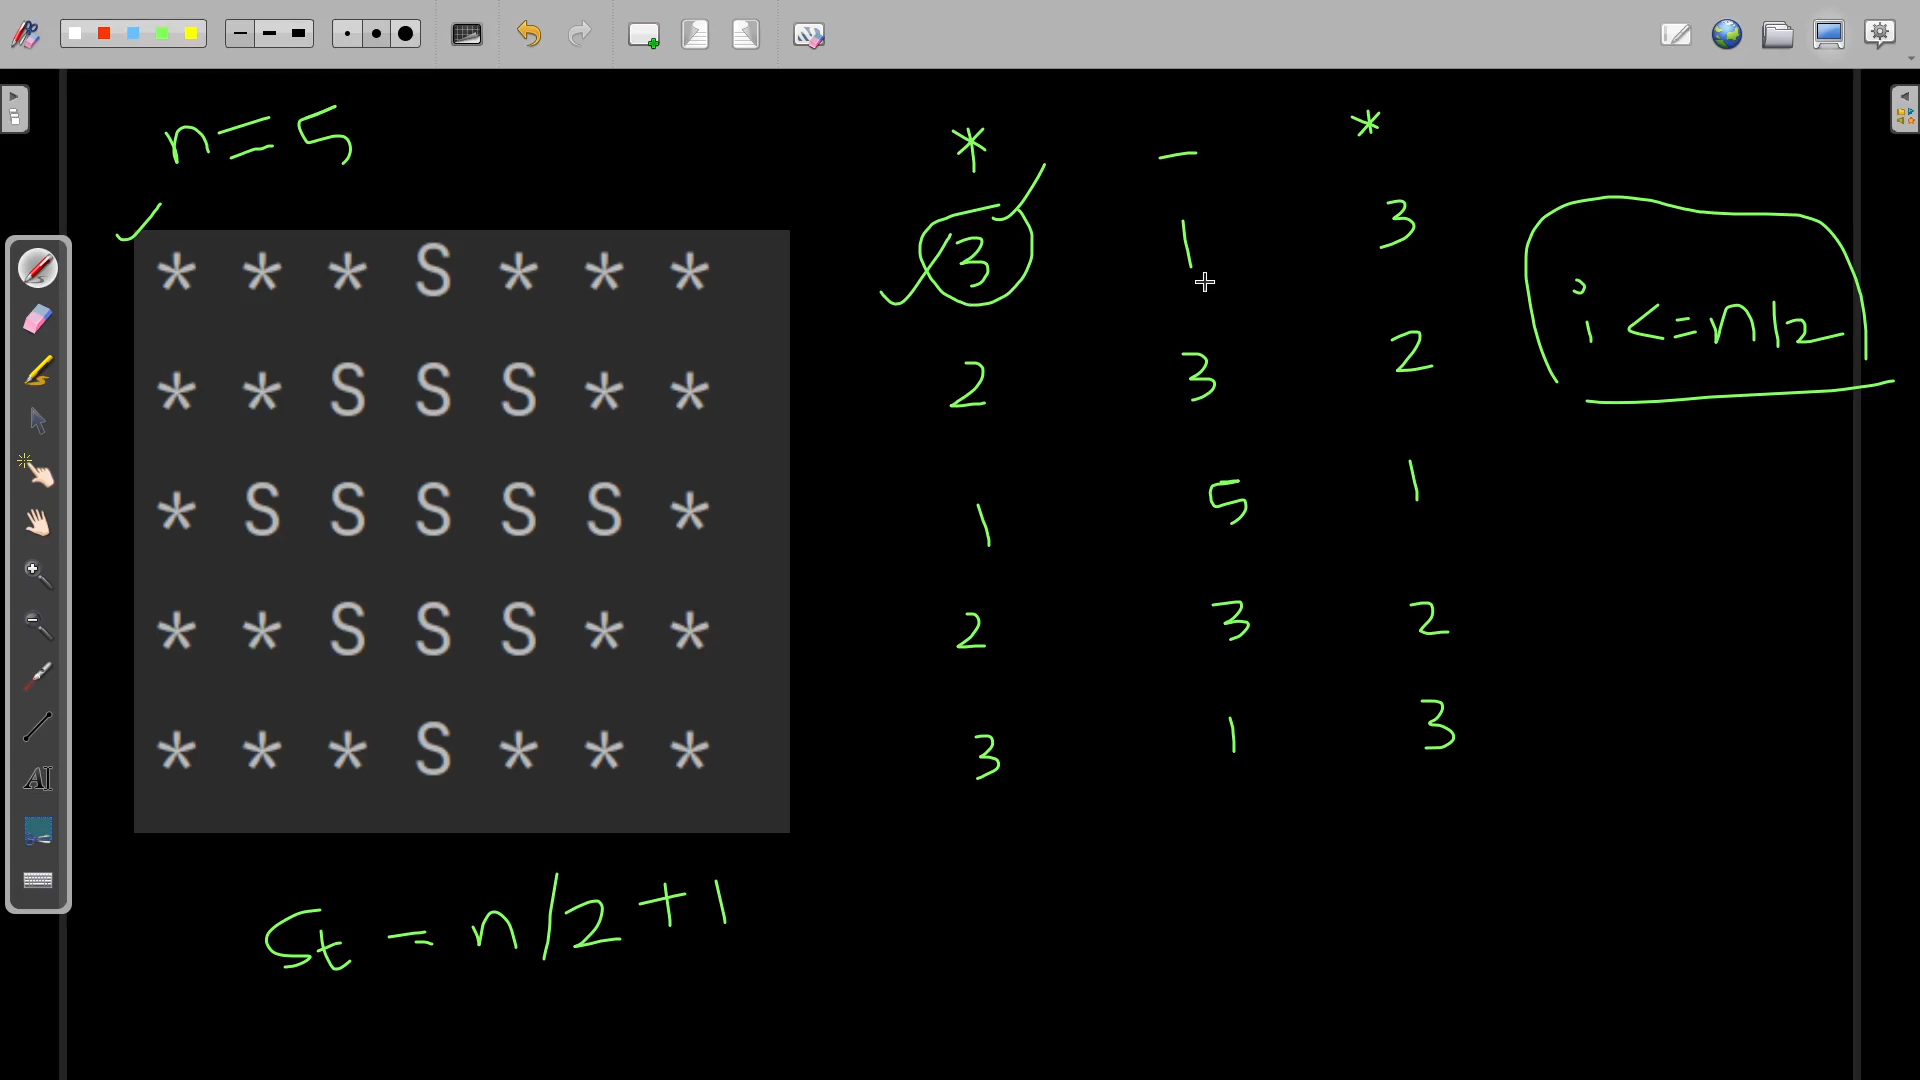 n=5
* - *
3 1 3
2 3 2
1 5 1
2 3 2
3 1 3
i <= n/2
* * * S * * *
* * S S S * *
* S S S S S *
* * S S S * *
* * * S * * *
St = n/2+1
AI